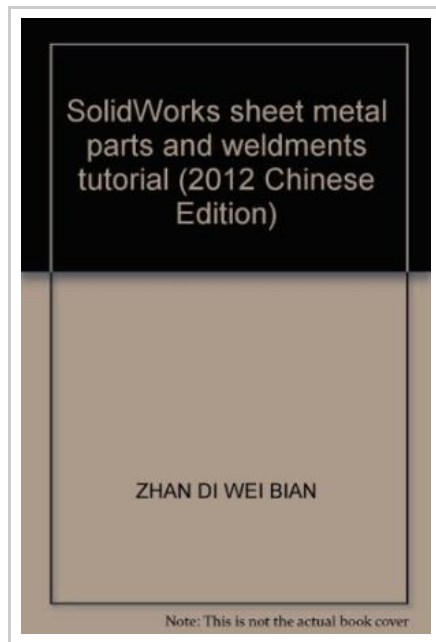 SolidWorks sheet metal
parts and weldments
tutorial (2012 Chinese
Edition)
ZHAN DI WEI BIAN
Note: This is not the actual book cover